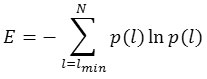 E = − ∑_{l=l_{min}}^{N} p(l) ln p(l)